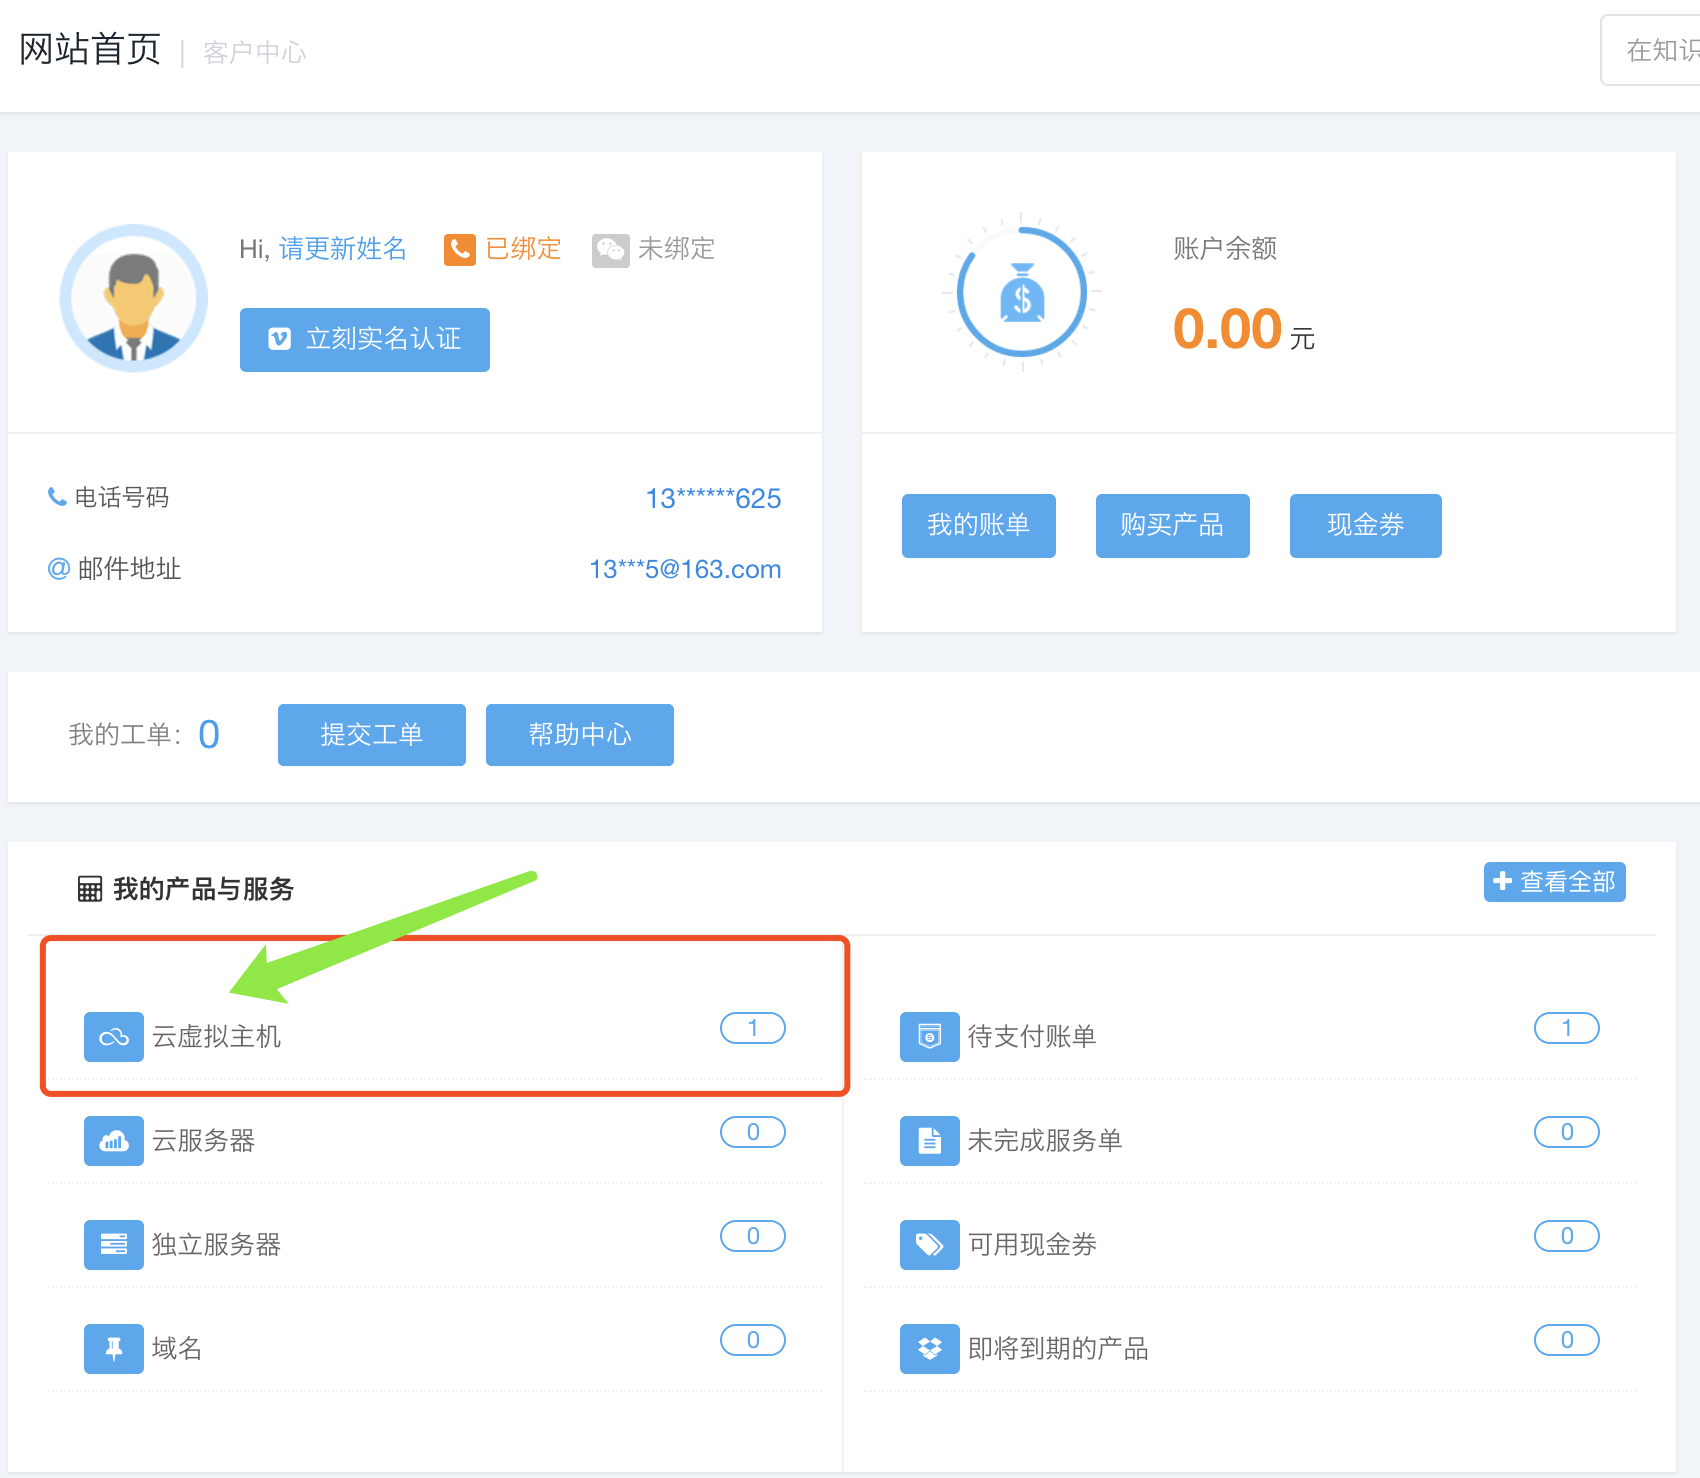 网站首页 | 客户中心
在知识
Hi, 请更新姓名 已绑定 未绑定
立刻实名认证
电话号码 13******625
@ 邮件地址 13***5@163.com
账户余额
0.00 元
我的账单 购买产品 现金券
我的工单: 0 提交工单 帮助中心
我的产品与服务 查看全部
云虚拟主机 1
待支付账单 1
云服务器 0
未完成服务单 0
独立服务器 0
可用现金券 0
域名 0
即将到期的产品 0